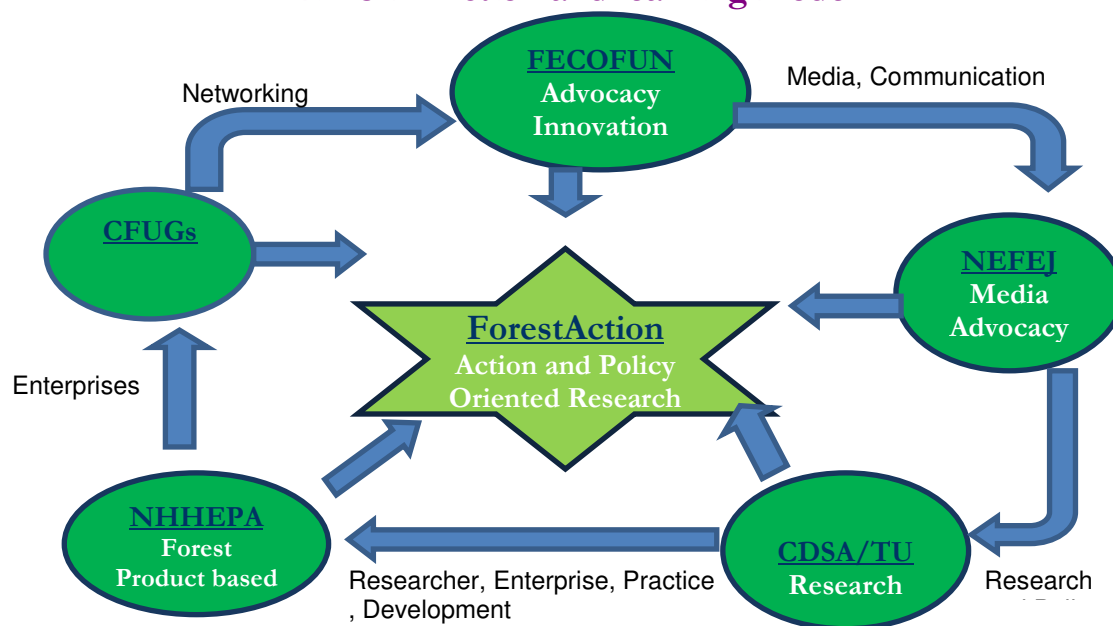 FECOFUN
Advocacy
Innovation
Media, Communication
Networking
CFUGs
NEFEJ
Media
Advocacy
ForestAction
Action and Policy
Oriented Research
Enterprises
NHHEPA
Forest
Product based
CDSA/TU
Research
Researcher, Enterprise, Practice
, Development
Research